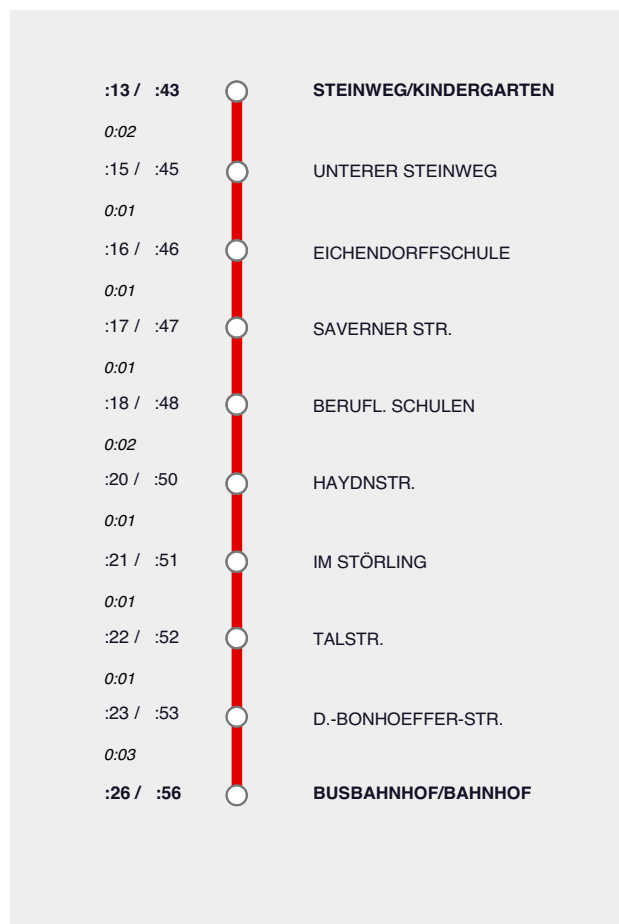 :13 / :43 STEINWEG/KINDERGARTEN
0:02
:15 / :45 UNTERER STEINWEG
0:01
:16 / :46 EICHENDORFFSCHULE
0:01
:17 / :47 SAVERNER STR.
0:01
:18 / :48 BERUFL. SCHULEN
0:02
:20 / :50 HAYDNSTR.
0:01
:21 / :51 IM STÖRLING
0:01
:22 / :52 TALSTR.
0:01
:23 / :53 D.-BONHOEFFER-STR.
0:03
:26 / :56 BUSBAHNHOF/BAHNHOF